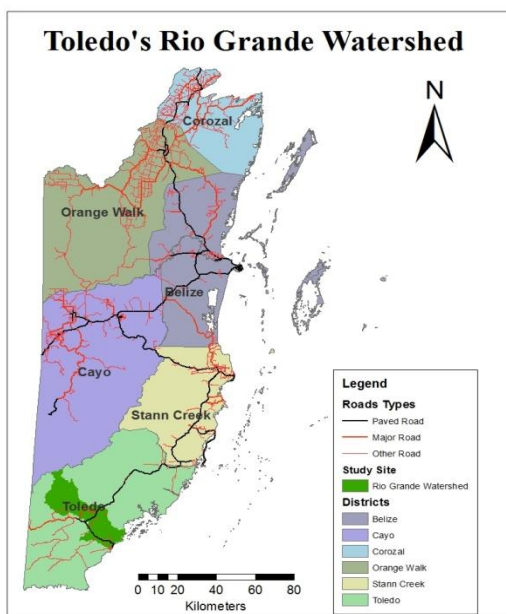 Toledo's Rio Grande Watershed
N
Corozal
Orange Walk
Belize
Cayo
Stann Creek
Toledo
Legend
Roads Types
Paved Road
Major Road
Other Road
Study Site
Rio Grande Watershed
Districts
Belize
Cayo
Corozal
Orange Walk
Stann Creek
Toledo
0 10 20 40 60 80
Kilometers